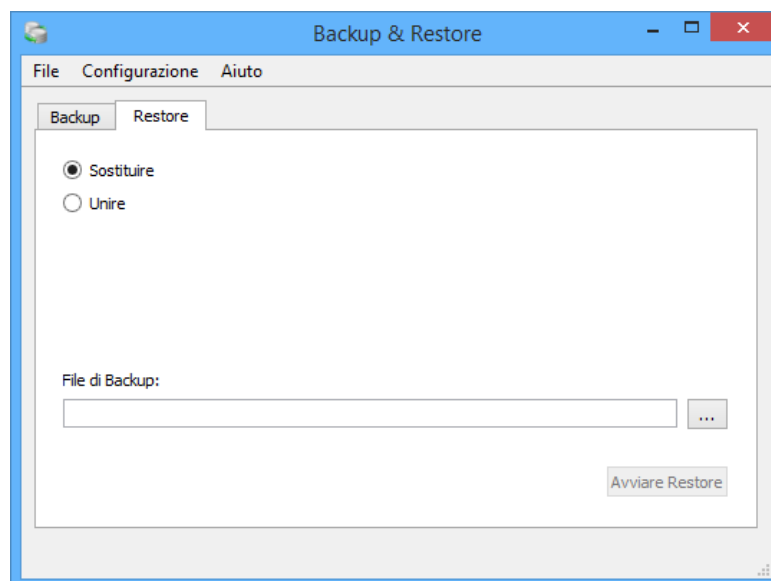 Backup & Restore
File Configurazione Aiuto
Backup Restore
Sostituire
Unire
File di Backup:
...
Avviare Restore